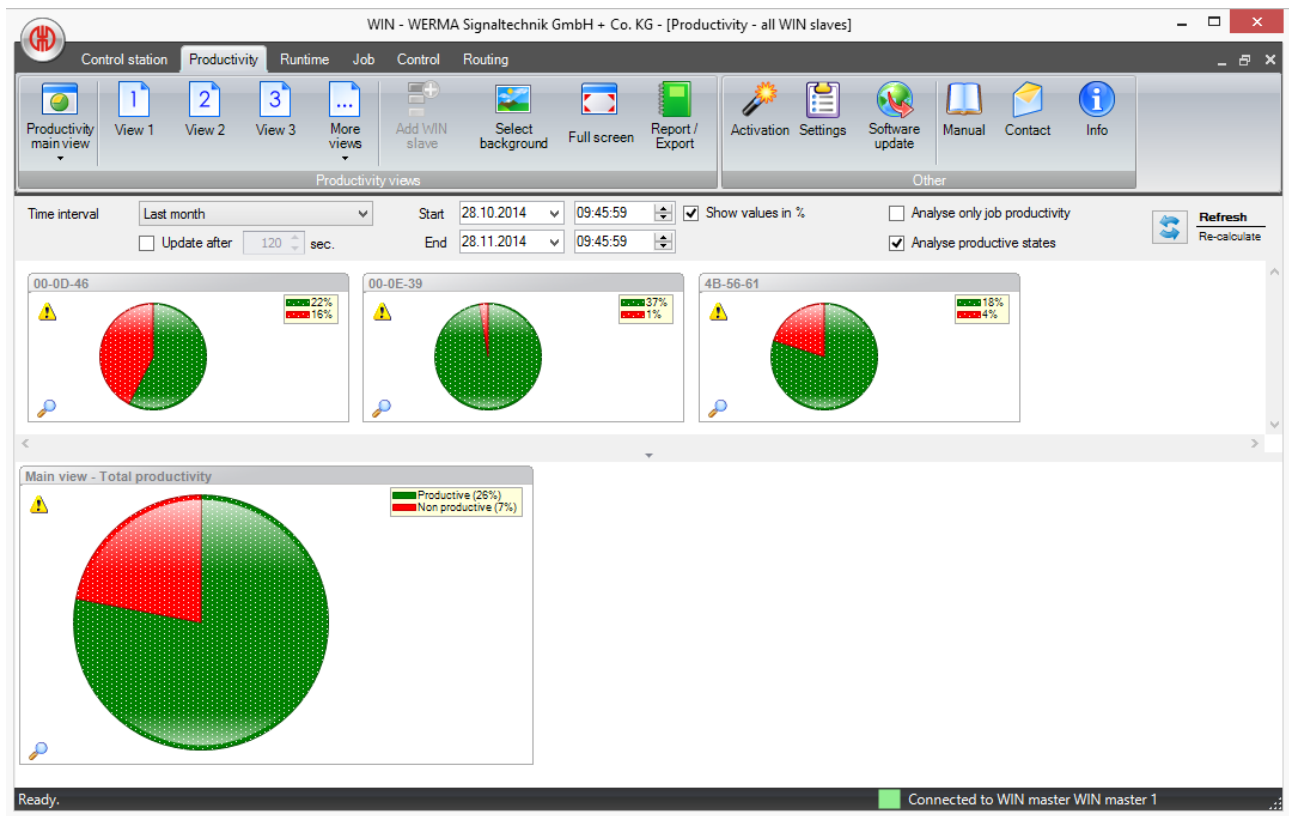 WIN - WERMA Signaltechnik GmbH + Co. KG - [Productivity - all WIN slaves]
Control station Productivity Runtime Job Control Routing
Productivity main view
View 1
View 2
View 3
More views
Add WIN slave
Select background
Full screen
Report / Export
Activation
Settings
Software update
Manual
Contact
Info
Productivity views
Other
Time interval Last month Start 28.10.2014 09:45:59 Show values in % Analyse only job productivity Refresh
Update after 120 sec. End 28.11.2014 09:45:59 Analyse productive states Re-calculate
00-0D-46
22%
16%
00-0E-39
37%
1%
4B-56-61
18%
4%
Main view - Total productivity
Productive (26%)
Non productive (7%)
Ready.
Connected to WIN master WIN master 1